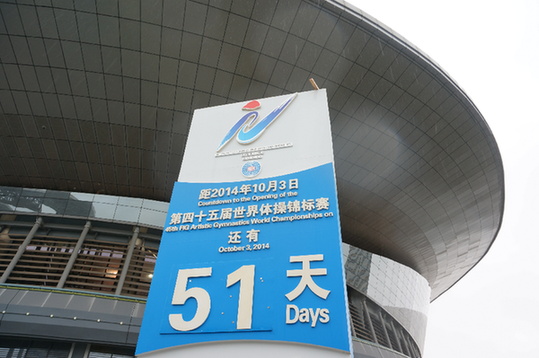 距2014年10月3日
Countdown to the Opening of the
第四十五届世界体操锦标赛
45th FIG Artistic Gymnastics World Championships on
还有
October 3, 2014
51 天
Days